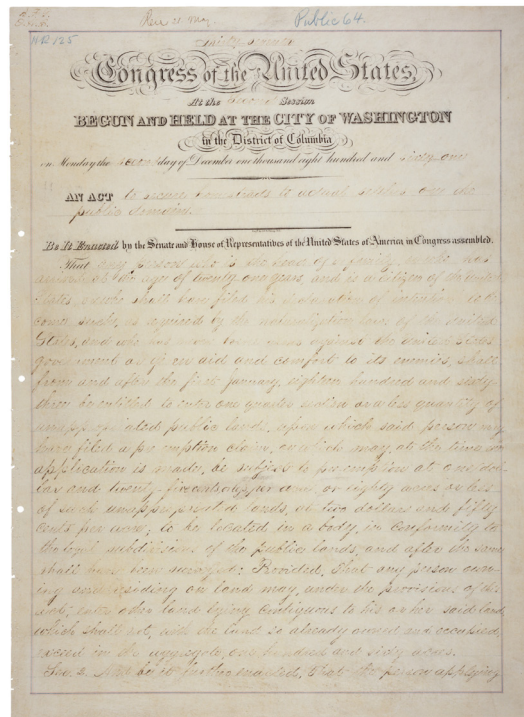 Public 64.
HR 125
Thirty-seventh
Congress of the United States,
At the Second Session
BEGUN AND HELD AT THE CITY OF WASHINGTON
in the District of Columbia
on Monday the second day of December one thousand eight hundred and sixty-one
AN ACT to secure homesteads to actual settlers on the
public domain.
Be It Enacted by the Senate and House of Representatives of the United States of America in Congress assembled,
That any person who is the head of a family, or who has
arrived at the age of twenty one years, and is a citizen of the United
States, or who shall have filed his declaration of intention to be-
come such, as required by the naturalization laws of the United
States, and who has never borne arms against the United States
government or given aid and comfort to its enemies, shall
from and after the first January, eighteen hundred and sixty
three be entitled to enter one quarter section or a less quantity of
unappropriated public lands, upon which said person may
have filed a preemption claim, or which may, at the time
application is made, be subject to preemption at one dol-
lar and twenty five cents, or less, per acre; or eighty acres or less
of such unappropriated lands, at two dollars and fifty
cents per acre; to be located in a body, in conformity to
the legal subdivisions of the public lands, and after the same
shall have been surveyed: Provided, That any person own-
ing and residing on land may, under the provisions of this
act, enter other land lying contiguous to his or her said land
which shall not, with the land so already owned and occupied,
exceed in the aggregate, one hundred and sixty acres.
Sec. 2. And be it further enacted, That the person applying